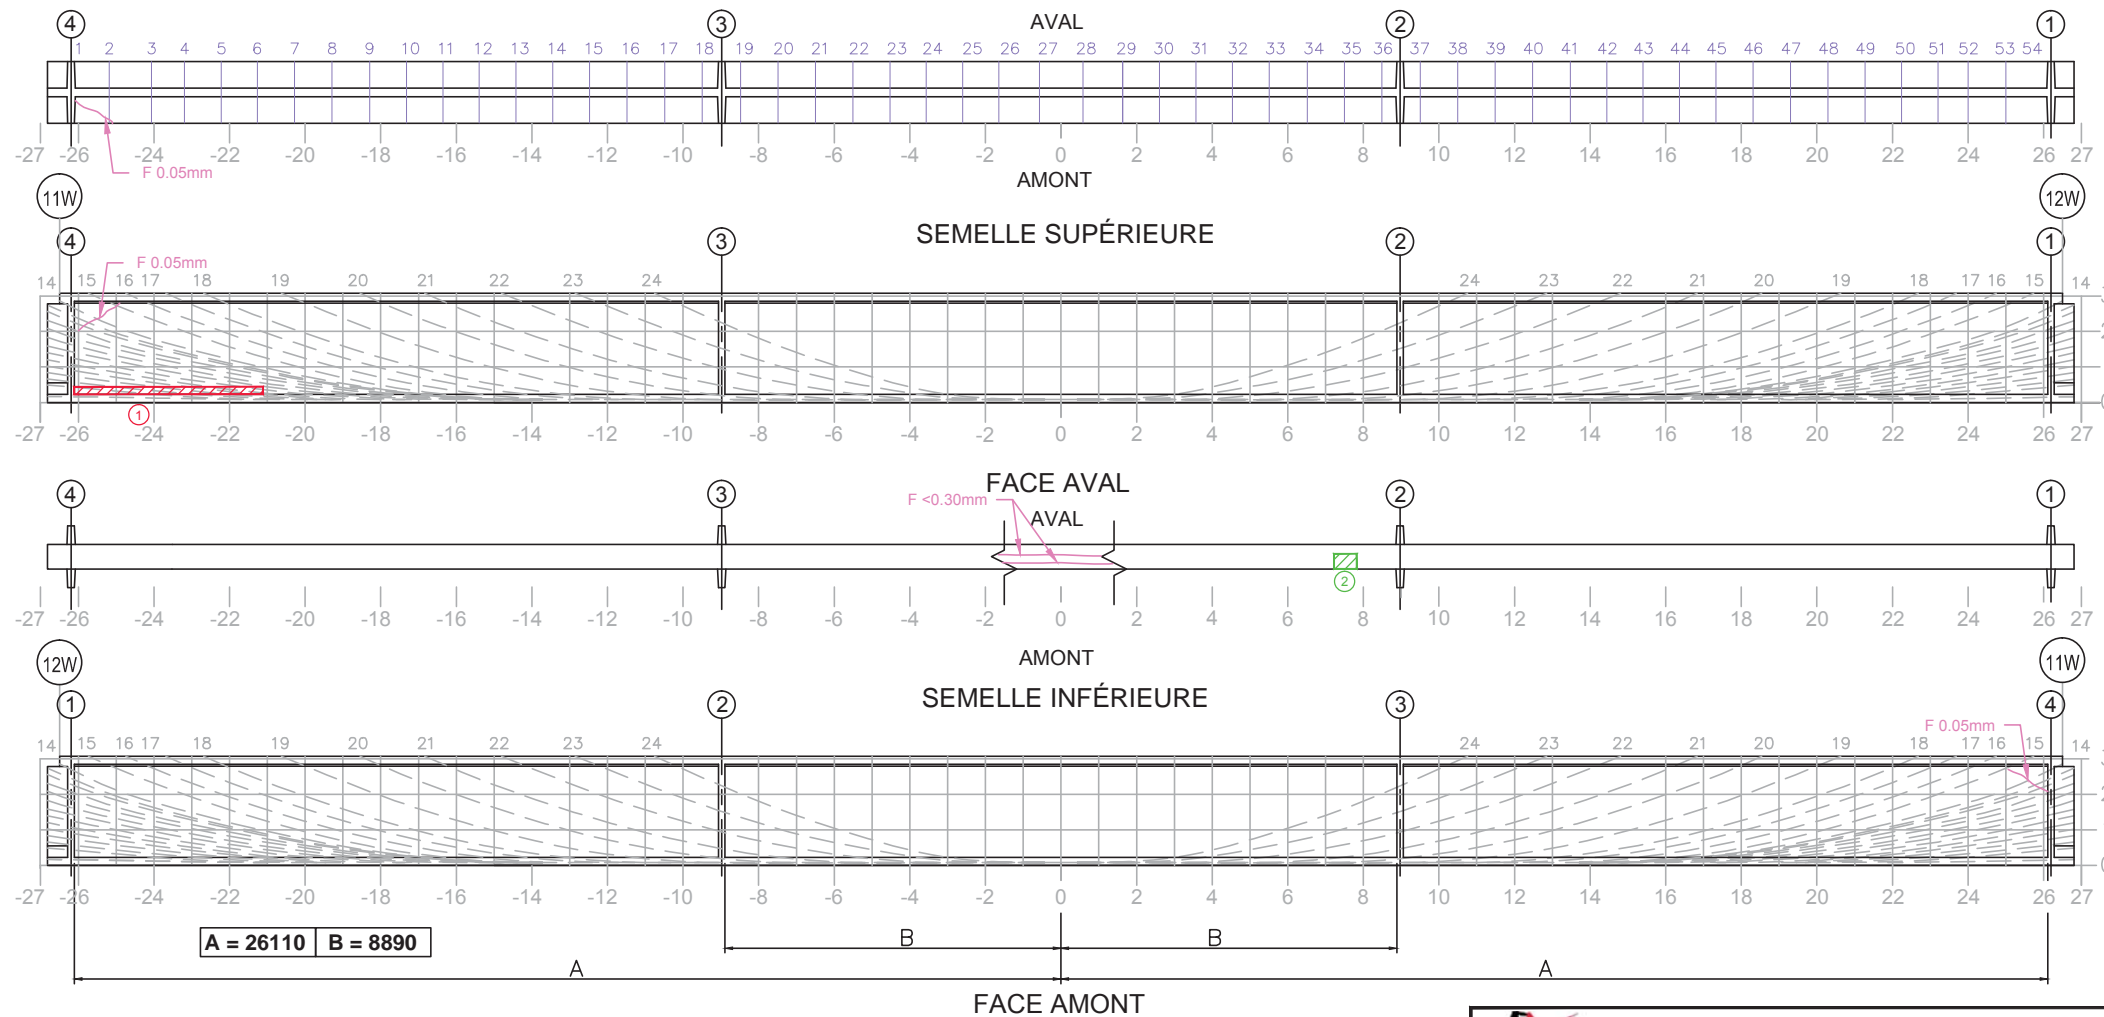 4 3 AVAL 2 1
1 2 3 4 5 6 7 8 9 10 11 12 13 14 15 16 17 18 19 20 21 22 23 24 25 26 27 28 29 30 31 32 33 34 35 36 37 38 39 40 41 42 43 44 45 46 47 48 49 50 51 52 53 54
-27 -26 -24 -22 -20 -18 -16 -14 -12 -10 -8 -6 -4 -2 0 2 4 6 8 10 12 14 16 18 20 22 24 26 27
F 0.05mm
AMONT
11W 12W
SEMELLE SUPÉRIEURE
4 3 2 1
F 0.05mm
14 15 16 17 18 19 20 21 22 23 24 24 23 22 21 20 19 18 17 16 15 14
1
-27 -26 -24 -22 -20 -18 -16 -14 -12 -10 -8 -6 -4 -2 0 2 4 6 8 10 12 14 16 18 20 22 24 26 27
FACE AVAL
4 3 2 1
F <0.30mm
AVAL
2
-27 -26 -24 -22 -20 -18 -16 -14 -12 -10 -8 -6 -4 -2 0 2 4 6 8 10 12 14 16 18 20 22 24 26 27
AMONT
12W 11W
SEMELLE INFÉRIEURE
1 2 3 4
F 0.05mm
14 15 16 17 18 19 20 21 22 23 24 24 23 22 21 20 19 18 17 16 15 14
-27 -26 -24 -22 -20 -18 -16 -14 -12 -10 -8 -6 -4 -2 0 2 4 6 8 10 12 14 16 18 20 22 24 26 27
A = 26110 B = 8890
B B
A A
FACE AMONT